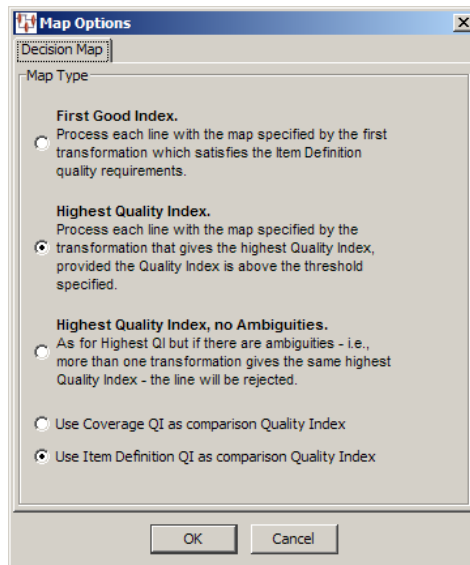 Map Options
Decision Map
Map Type
First Good Index.
Process each line with the map specified by the first
transformation which satisfies the Item Definition
quality requirements.
Highest Quality Index.
Process each line with the map specified by the
transformation that gives the highest Quality Index,
provided the Quality Index is above the threshold
specified.
Highest Quality Index, no Ambiguities.
As for Highest QI but if there are ambiguities - i.e.,
more than one transformation gives the same highest
Quality Index - the line will be rejected.
Use Coverage QI as comparison Quality Index
Use Item Definition QI as comparison Quality Index
OK Cancel